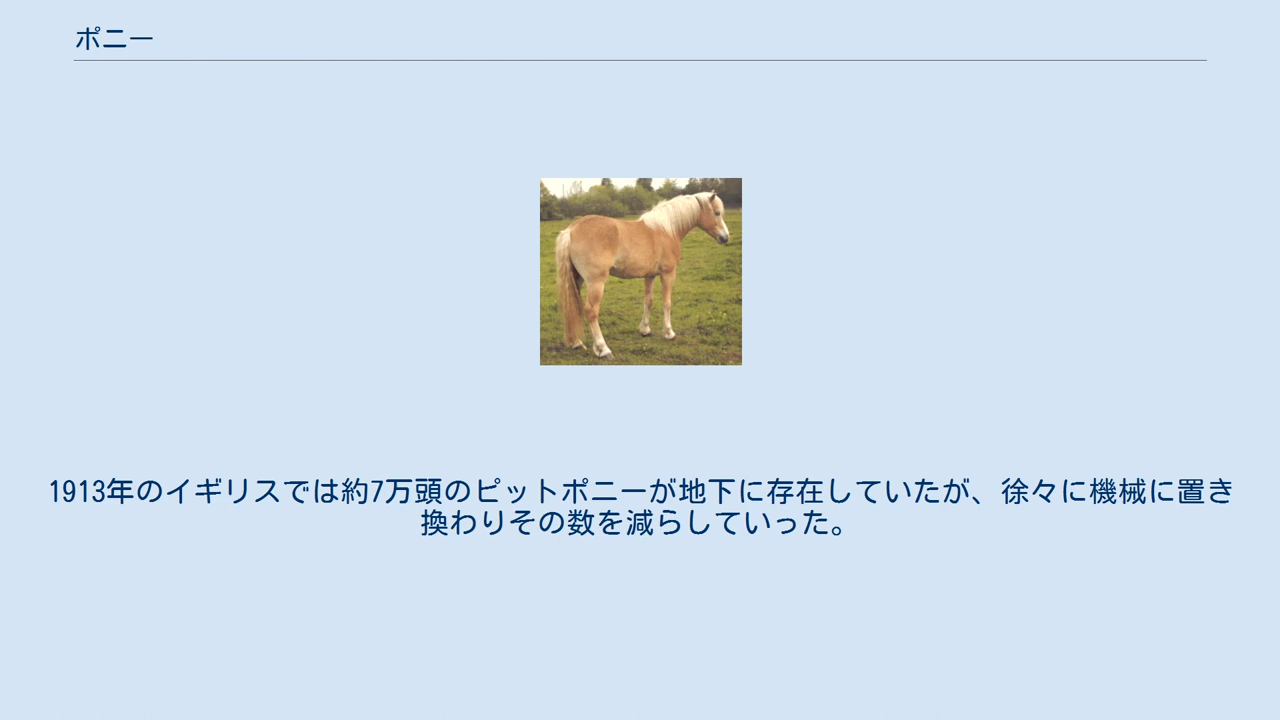 ポニー
1913年のイギリスでは約7万頭のピットポニーが地下に存在していたが、徐々に機械に置き
換わりその数を減らしていった。